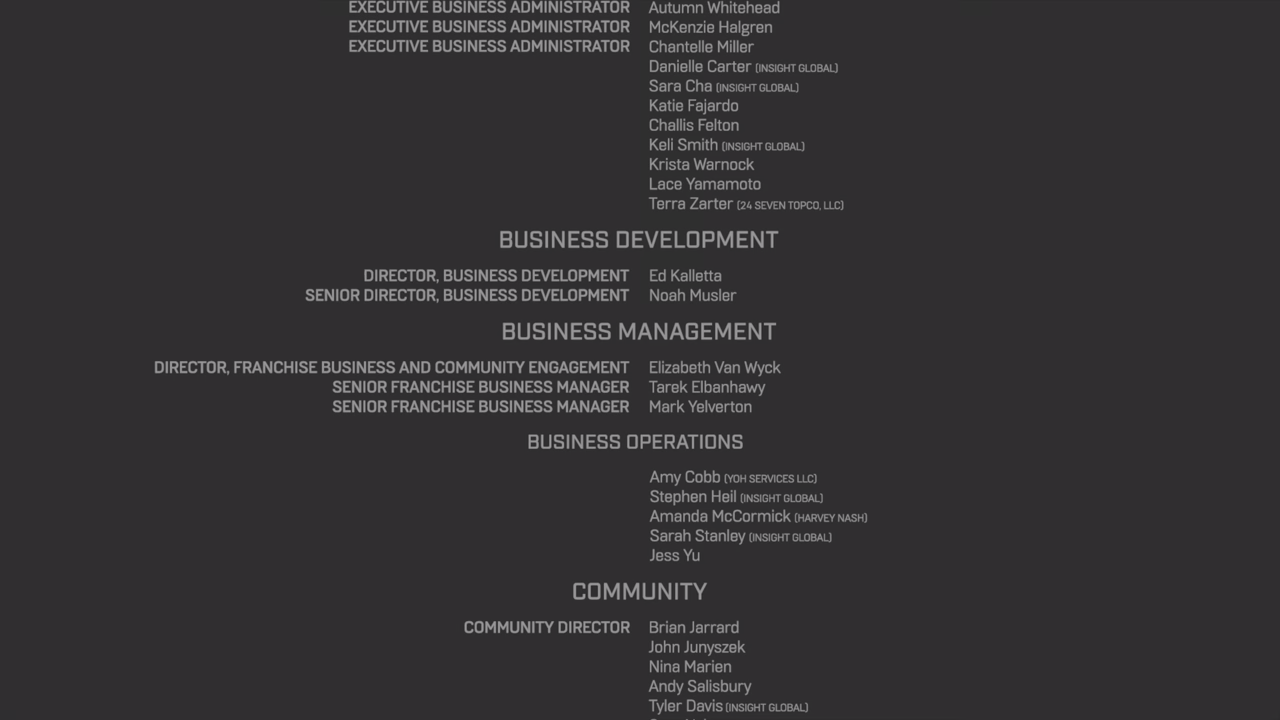 EXECUTIVE BUSINESS ADMINISTRATOR Autumn Whitehead
EXECUTIVE BUSINESS ADMINISTRATOR McKenzie Halgren
EXECUTIVE BUSINESS ADMINISTRATOR Chantelle Miller
Danielle Carter (INSIGHT GLOBAL)
Sara Cha (INSIGHT GLOBAL)
Katie Fajardo
Challis Felton
Keli Smith (INSIGHT GLOBAL)
Krista Warnock
Lace Yamamoto
Terra Zarter (24 SEVEN TOPCO, LLC)
BUSINESS DEVELOPMENT
DIRECTOR, BUSINESS DEVELOPMENT Ed Kalletta
SENIOR DIRECTOR, BUSINESS DEVELOPMENT Noah Musler
BUSINESS MANAGEMENT
DIRECTOR, FRANCHISE BUSINESS AND COMMUNITY ENGAGEMENT Elizabeth Van Wyck
SENIOR FRANCHISE BUSINESS MANAGER Tarek Elbanhawy
SENIOR FRANCHISE BUSINESS MANAGER Mark Yelverton
BUSINESS OPERATIONS
Amy Cobb (YOH SERVICES LLC)
Stephen Heil (INSIGHT GLOBAL)
Amanda McCormick (HARVEY NASH)
Sarah Stanley (INSIGHT GLOBAL)
Jess Yu
COMMUNITY
COMMUNITY DIRECTOR Brian Jarrard
John Junyszek
Nina Marien
Andy Salisbury
Tyler Davis (INSIGHT GLOBAL)